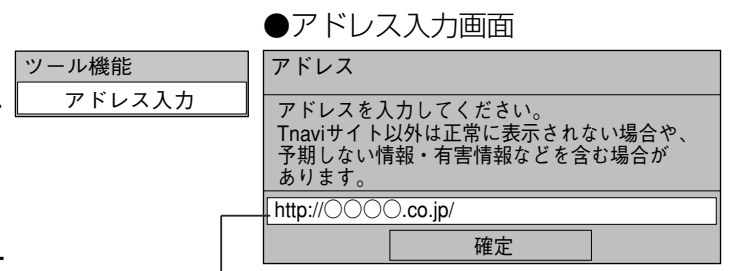 ●アドレス入力画面
ツール機能
アドレス入力
アドレス
アドレスを入力してください。
Tnaviサイト以外は正常に表示されない場合や、
予期しない情報・有害情報などを含む場合が
あります。
http://○○○○.co.jp/
確定